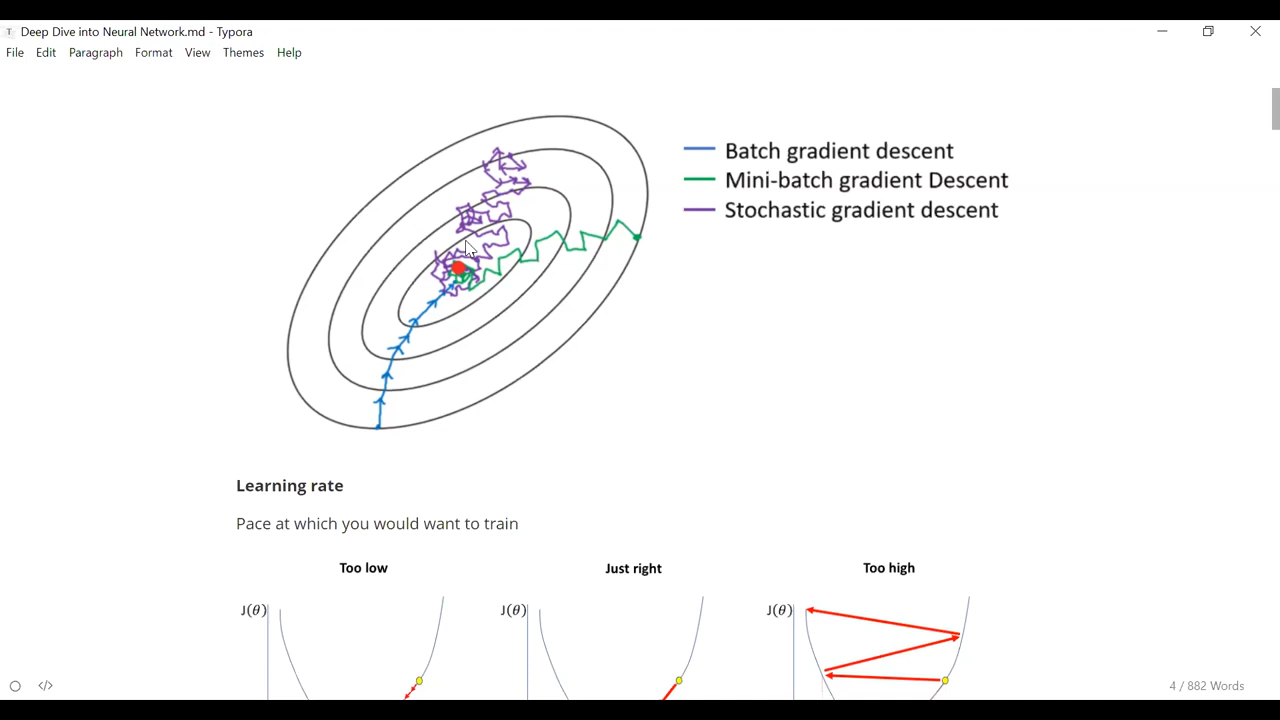 T Deep Dive into Neural Network.md - Typora
File Edit Paragraph Format View Themes Help
Batch gradient descent
Mini-batch gradient Descent
Stochastic gradient descent
Learning rate
Pace at which you would want to train
Too low Just right Too high
J(θ) J(θ) J(θ)
</> 4 / 882 Words